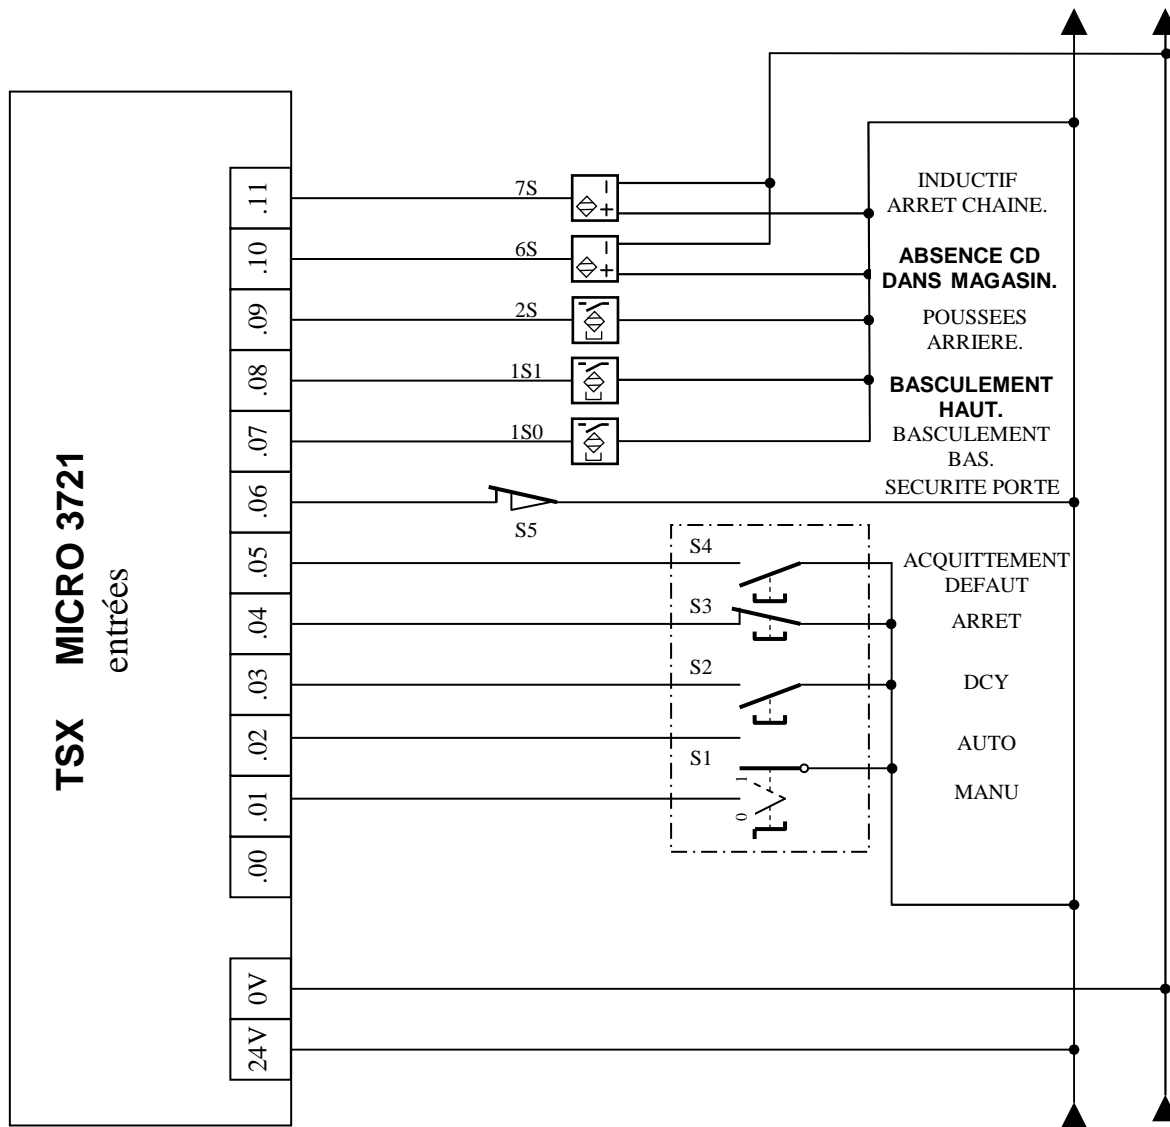 TSX MICRO 3721
entrées
.11
7S
INDUCTIF
ARRET CHAINE.
.10
6S
ABSENCE CD
DANS MAGASIN.
.09
2S
POUSSEES
ARRIERE.
.08
1S1
BASCULEMENT
HAUT.
.07
1S0
BASCULEMENT
BAS.
.06
S5
SECURITE PORTE
.05
S4
ACQUITTEMENT
DEFAUT
.04
S3
ARRET
.03
S2
DCY
.02
AUTO
S1
.01
1
0
MANU
.00
0V
24V